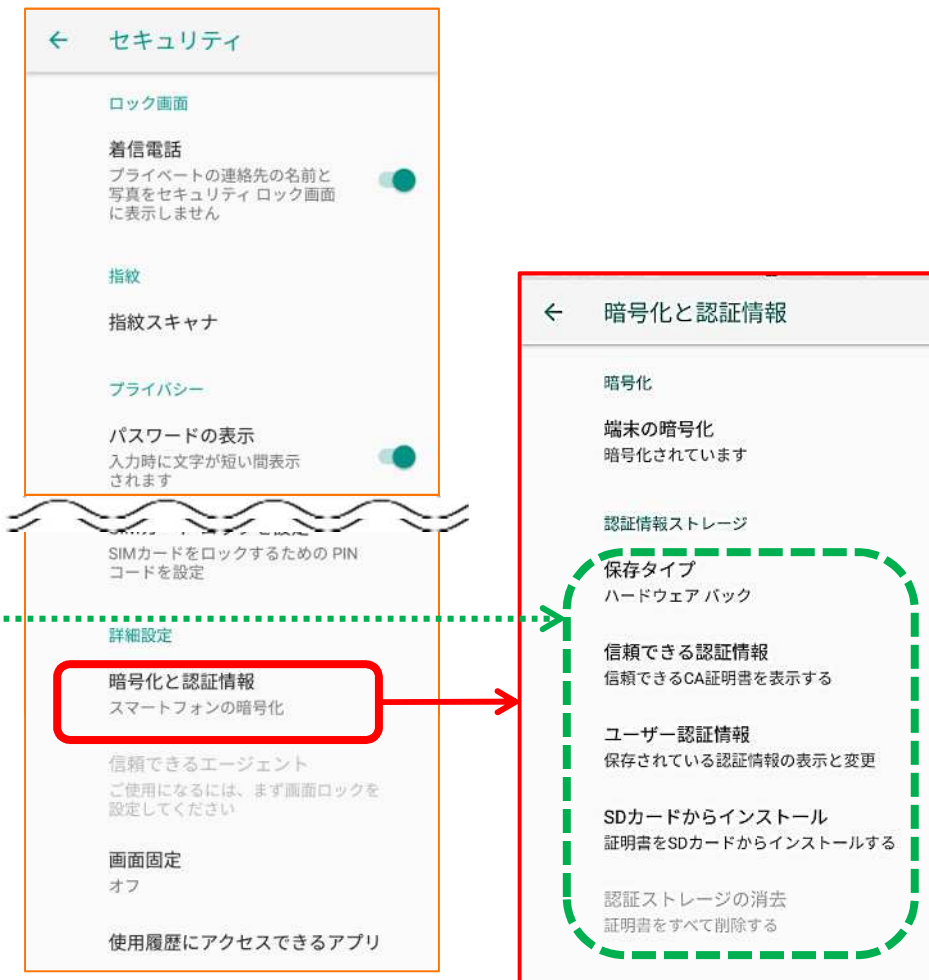 セキュリティ
ロック画面
着信電話
プライベートの連絡先の名前と
写真をセキュリティ ロック画面
に表示しません
指紋
指紋スキャナ
プライバシー
パスワードの表示
入力時に文字が短い間表示
されます
SIMカードをロックするための PIN
コードを設定
詳細設定
暗号化と認証情報
スマートフォンの暗号化
信頼できるエージェント
ご使用になるには、まず画面ロックを
設定してください
画面固定
オフ
使用履歴にアクセスできるアプリ
暗号化と認証情報
暗号化
端末の暗号化
暗号化されています
認証情報ストレージ
保存タイプ
ハードウェア バック
信頼できる認証情報
信頼できるCA証明書を表示する
ユーザー認証情報
保存されている認証情報の表示と変更
SDカードからインストール
証明書をSDカードからインストールする
認証ストレージの消去
証明書をすべて削除する